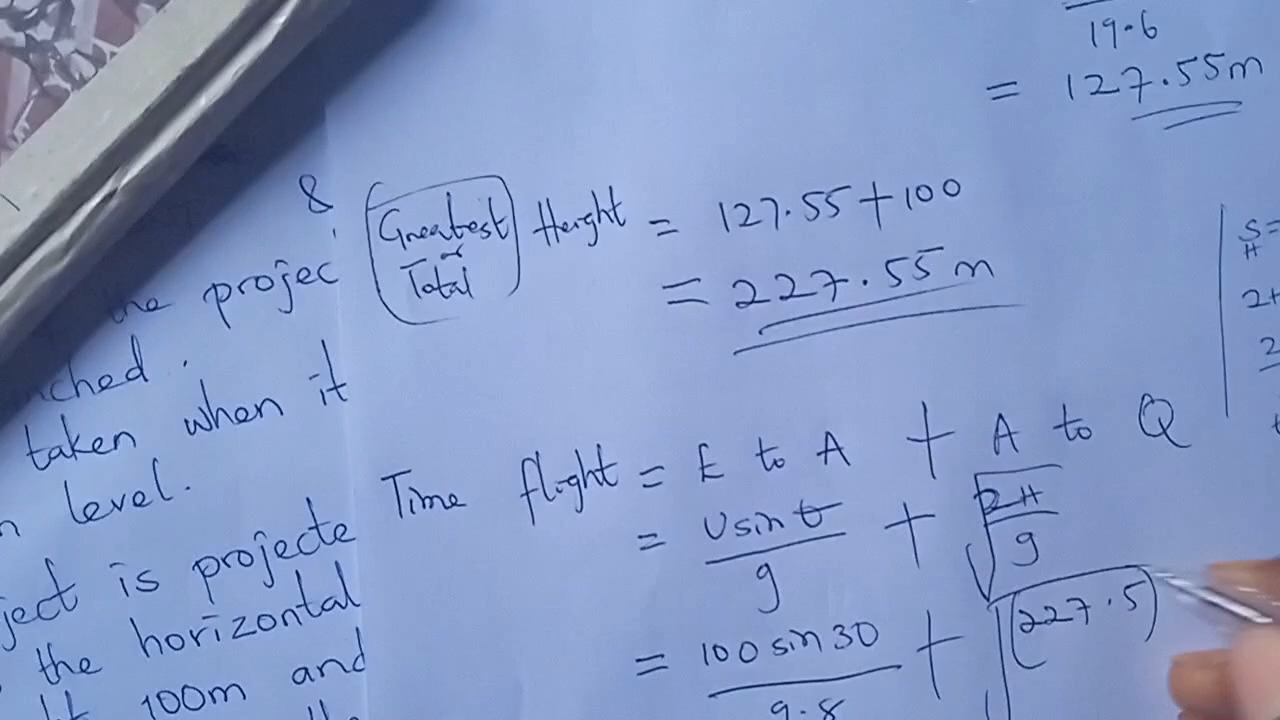 19.6
= 127.55m
& Greatest or Total Height = 127.55 + 100
= 227.55m
the projec
ched.
taken when it
level.
ject is projecte
the horizontal
100m and
Time flight = E to A + A to Q
= U sin θ / g + √(2H / g)
= 100 sin 30 / 9.8 + √(227.5)
S =
H
2